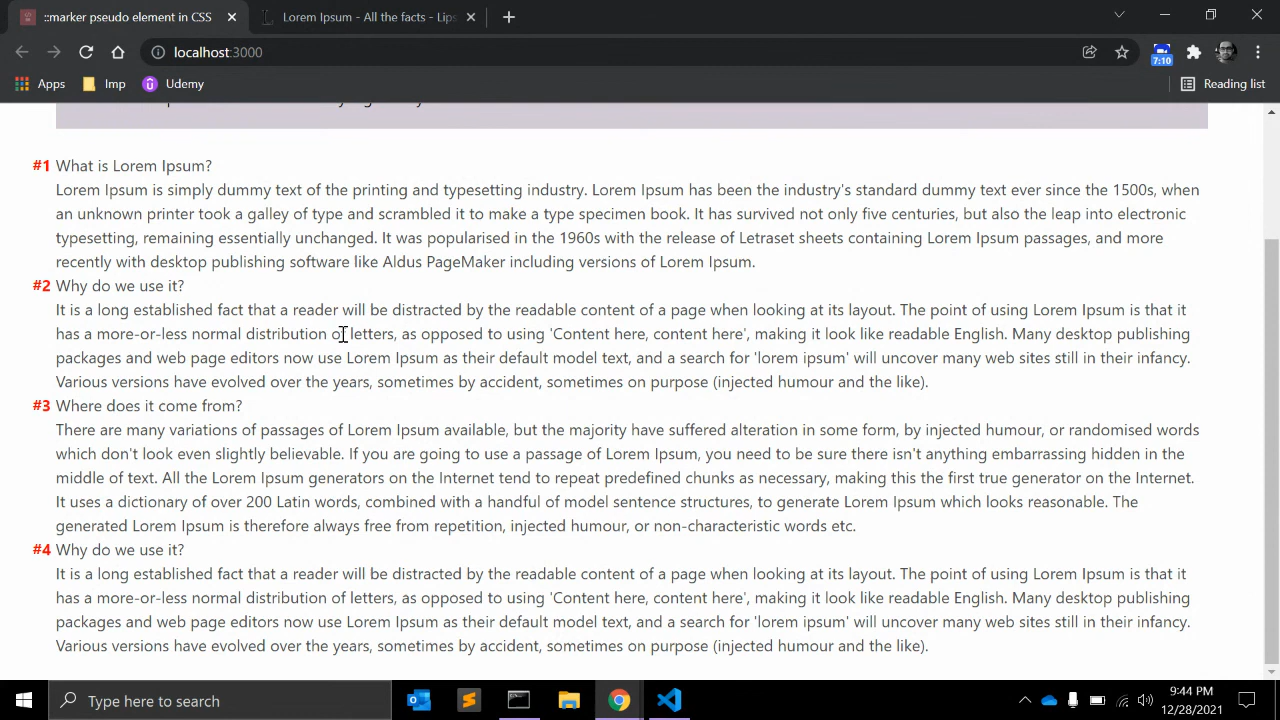 ::marker pseudo element in CSS
Lorem Ipsum - All the facts - Lips
localhost:3000
7:10
Apps
Imp
Udemy
Reading list
#1 What is Lorem Ipsum?
Lorem Ipsum is simply dummy text of the printing and typesetting industry. Lorem Ipsum has been the industry's standard dummy text ever since the 1500s, when
an unknown printer took a galley of type and scrambled it to make a type specimen book. It has survived not only five centuries, but also the leap into electronic
typesetting, remaining essentially unchanged. It was popularised in the 1960s with the release of Letraset sheets containing Lorem Ipsum passages, and more
recently with desktop publishing software like Aldus PageMaker including versions of Lorem Ipsum.
#2 Why do we use it?
It is a long established fact that a reader will be distracted by the readable content of a page when looking at its layout. The point of using Lorem Ipsum is that it
has a more-or-less normal distribution of letters, as opposed to using 'Content here, content here', making it look like readable English. Many desktop publishing
packages and web page editors now use Lorem Ipsum as their default model text, and a search for 'lorem ipsum' will uncover many web sites still in their infancy.
Various versions have evolved over the years, sometimes by accident, sometimes on purpose (injected humour and the like).
#3 Where does it come from?
There are many variations of passages of Lorem Ipsum available, but the majority have suffered alteration in some form, by injected humour, or randomised words
which don't look even slightly believable. If you are going to use a passage of Lorem Ipsum, you need to be sure there isn't anything embarrassing hidden in the
middle of text. All the Lorem Ipsum generators on the Internet tend to repeat predefined chunks as necessary, making this the first true generator on the Internet.
It uses a dictionary of over 200 Latin words, combined with a handful of model sentence structures, to generate Lorem Ipsum which looks reasonable. The
generated Lorem Ipsum is therefore always free from repetition, injected humour, or non-characteristic words etc.
#4 Why do we use it?
It is a long established fact that a reader will be distracted by the readable content of a page when looking at its layout. The point of using Lorem Ipsum is that it
has a more-or-less normal distribution of letters, as opposed to using 'Content here, content here', making it look like readable English. Many desktop publishing
packages and web page editors now use Lorem Ipsum as their default model text, and a search for 'lorem ipsum' will uncover many web sites still in their infancy.
Various versions have evolved over the years, sometimes by accident, sometimes on purpose (injected humour and the like).
Type here to search
9:44 PM
12/28/2021